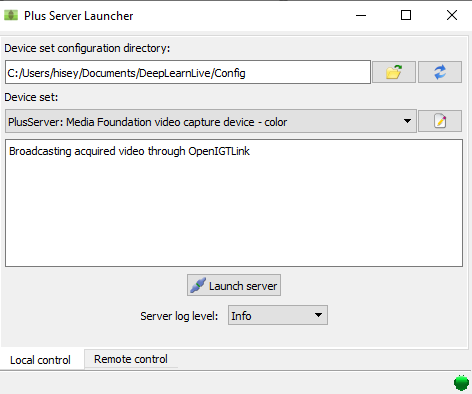 Plus Server Launcher
Device set configuration directory:
C:/Users/hisey/Documents/DeepLearnLive/Config
Device set:
PlusServer: Media Foundation video capture device - color
Broadcasting acquired video through OpenIGTLink
Launch server
Server log level: Info
Local control Remote control